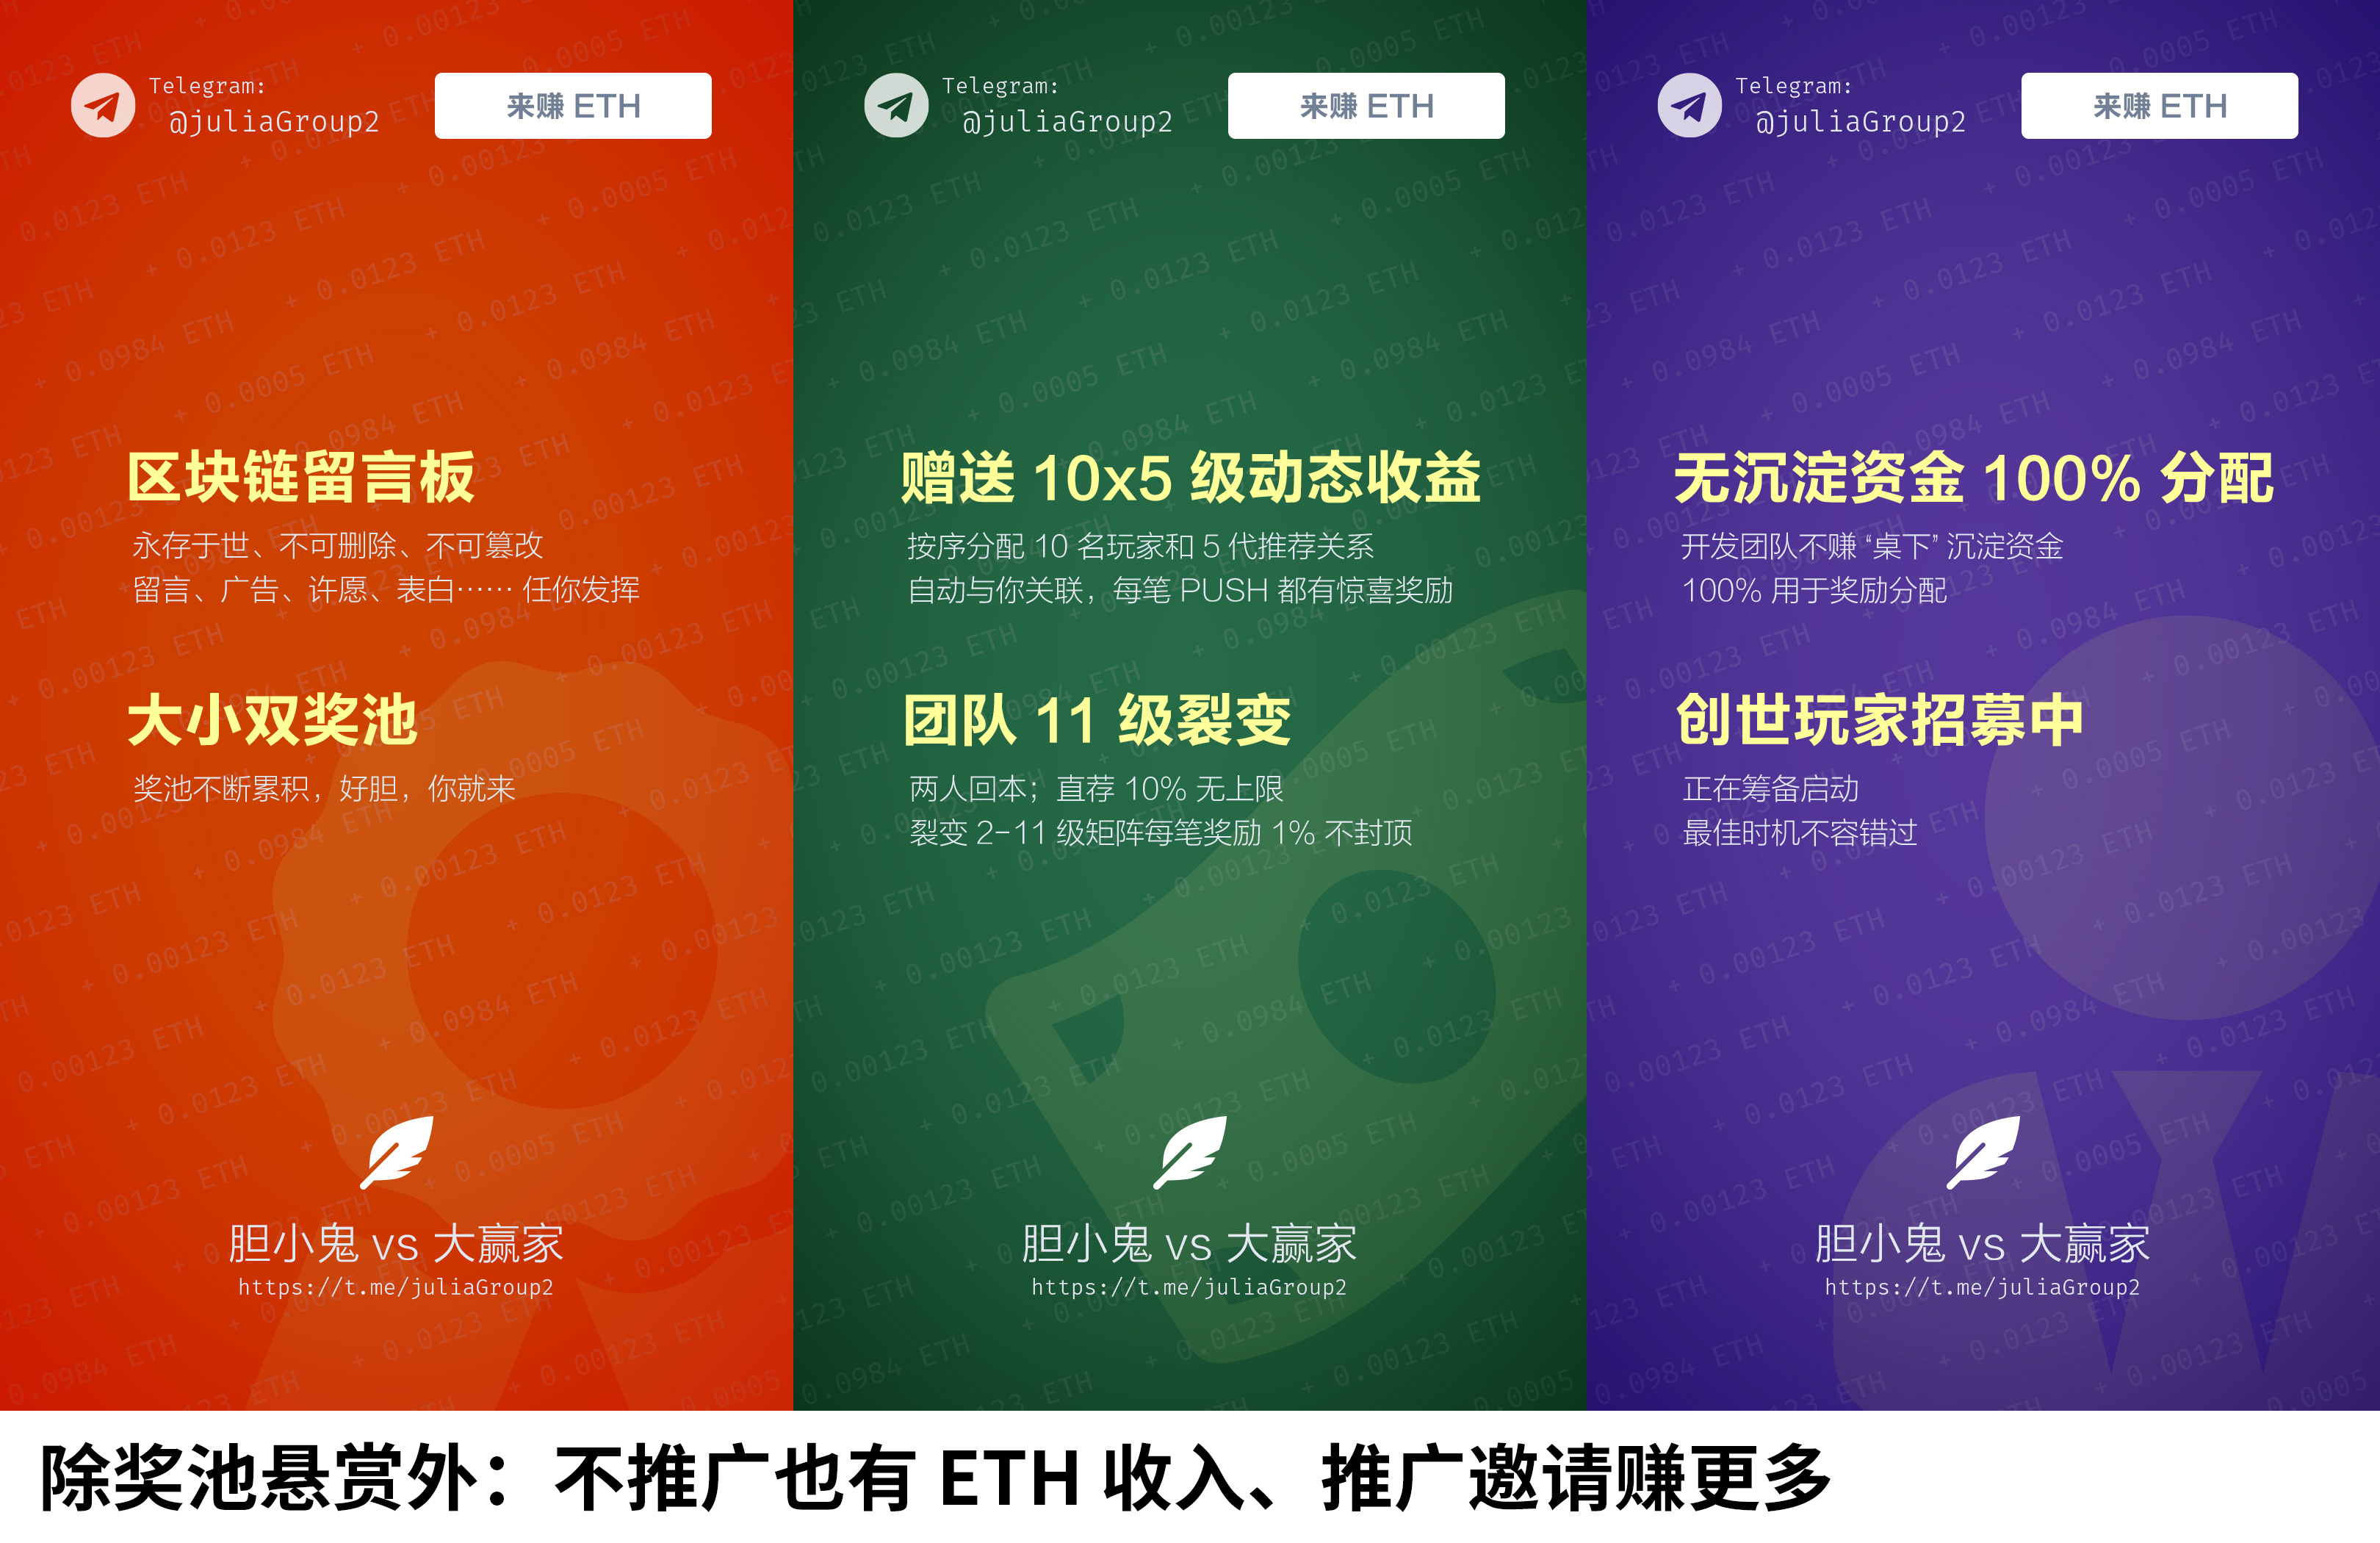 Telegram:
@juliaGroup2
来赚 ETH
区块链留言板
永存于世、不可删除、不可篡改
留言、广告、许愿、表白…… 任你发挥
大小双奖池
奖池不断累积，好胆，你就来
胆小鬼 vs 大赢家
https://t.me/juliaGroup2
Telegram:
@juliaGroup2
来赚 ETH
赠送 10x5 级动态收益
按序分配 10 名玩家和 5 代推荐关系
自动与你关联，每笔 PUSH 都有惊喜奖励
团队 11 级裂变
两人回本；直荐 10% 无上限
裂变 2-11 级矩阵每笔奖励 1% 不封顶
胆小鬼 vs 大赢家
https://t.me/juliaGroup2
Telegram:
@juliaGroup2
来赚 ETH
无沉淀资金 100% 分配
开发团队不赚 “桌下” 沉淀资金
100% 用于奖励分配
创世玩家招募中
正在筹备启动
最佳时机不容错过
胆小鬼 vs 大赢家
https://t.me/juliaGroup2
除奖池悬赏外：不推广也有 ETH 收入、推广邀请赚更多